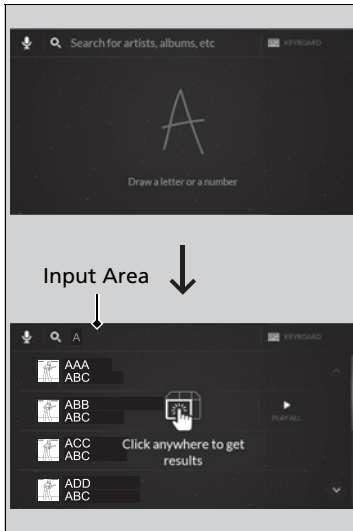 Search for artists, albums, etc
KEYBOARD
A
Draw a letter or a number
Input Area
A
KEYBOARD
AAA
ABC
ABB
ABC
PLAY ALL
ACC
ABC
Click anywhere to get
results
ADD
ABC